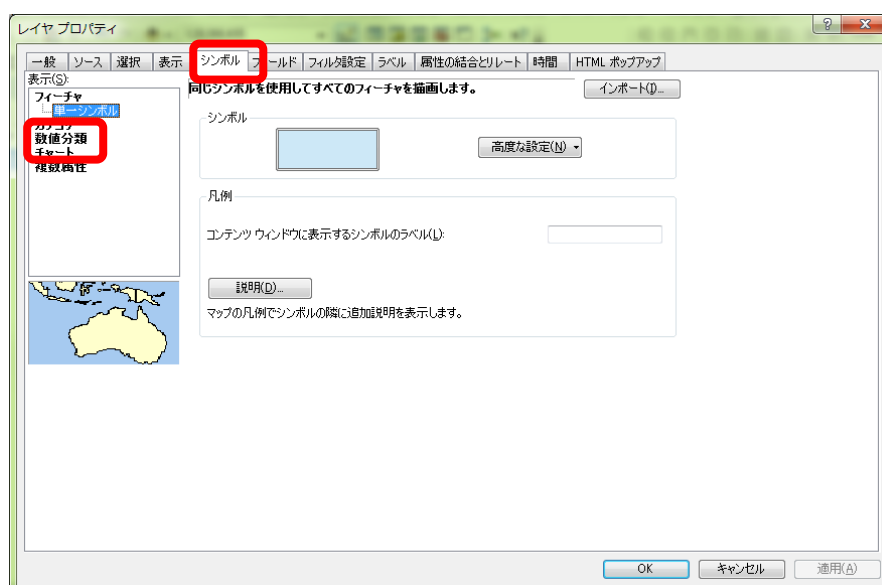 レイヤ プロパティ
一般 ソース 選択 表示 シンボル フィールド フィルタ設定 ラベル 属性の結合とリレート 時間 HTML ポップアップ
表示(S):
フィーチャ
単一シンボル
カテゴリ
数値分類
チャート
複数属性
同じシンボルを使用してすべてのフィーチャを描画します。
インポート(I)...
シンボル
高度な設定(N)
凡例
コンテンツ ウィンドウに表示するシンボルのラベル(L):
説明(D)...
マップの凡例でシンボルの隣に追加説明を表示します。
OK キャンセル 適用(A)